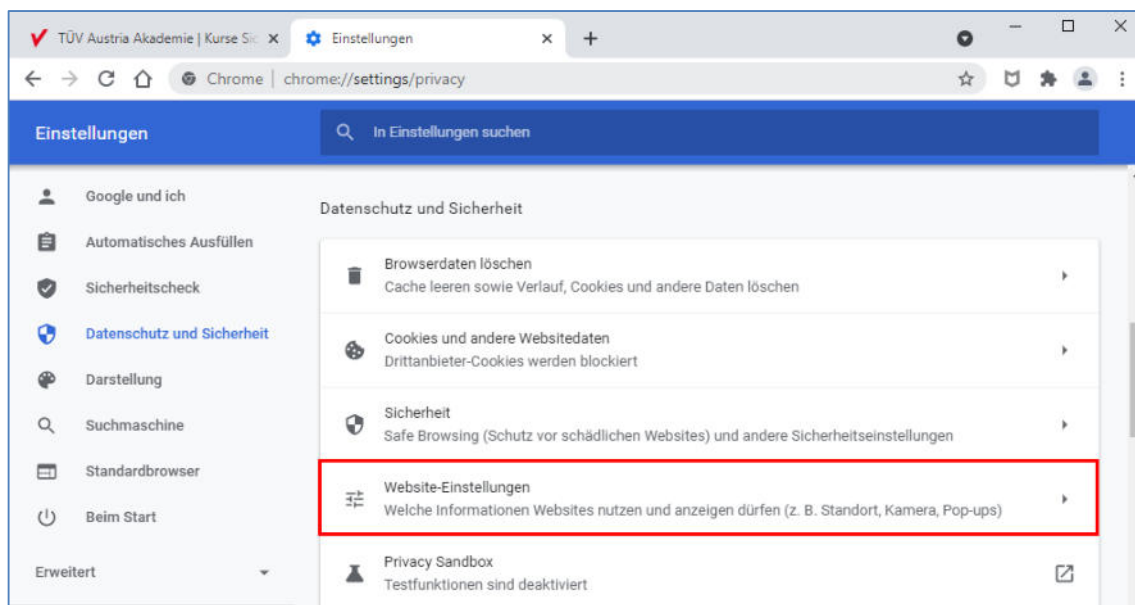 TÜV Austria Akademie | Kurse Sic
Einstellungen
Chrome | chrome://settings/privacy
Einstellungen
In Einstellungen suchen
Google und ich
Automatisches Ausfüllen
Sicherheitscheck
Datenschutz und Sicherheit
Darstellung
Suchmaschine
Standardbrowser
Beim Start
Erweitert
Datenschutz und Sicherheit
Browserdaten löschen
Cache leeren sowie Verlauf, Cookies und andere Daten löschen
Cookies und andere Websitedaten
Drittanbieter-Cookies werden blockiert
Sicherheit
Safe Browsing (Schutz vor schädlichen Websites) und andere Sicherheitseinstellungen
Website-Einstellungen
Welche Informationen Websites nutzen und anzeigen dürfen (z. B. Standort, Kamera, Pop-ups)
Privacy Sandbox
Testfunktionen sind deaktiviert